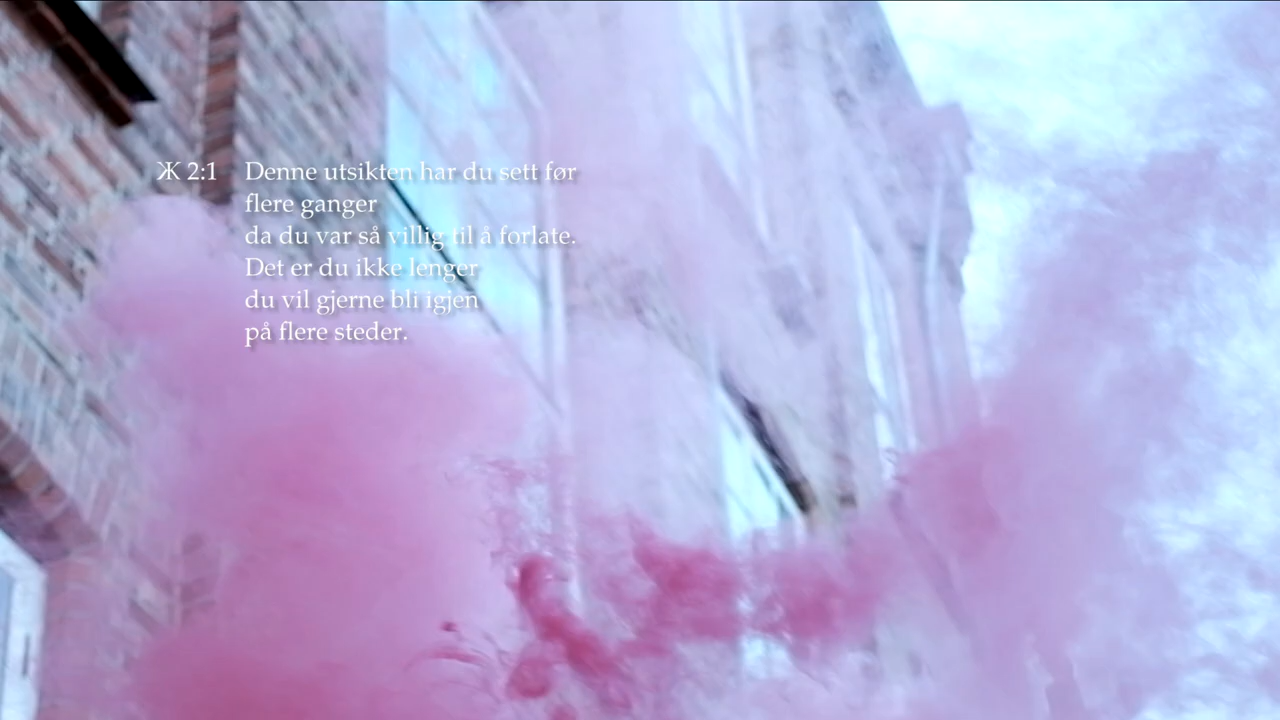 Ж 2:1 Denne utsikten har du sett før
flere ganger
da du var så villig til å forlate.
Det er du ikke lenger
du vil gjerne bli igjen
på flere steder.